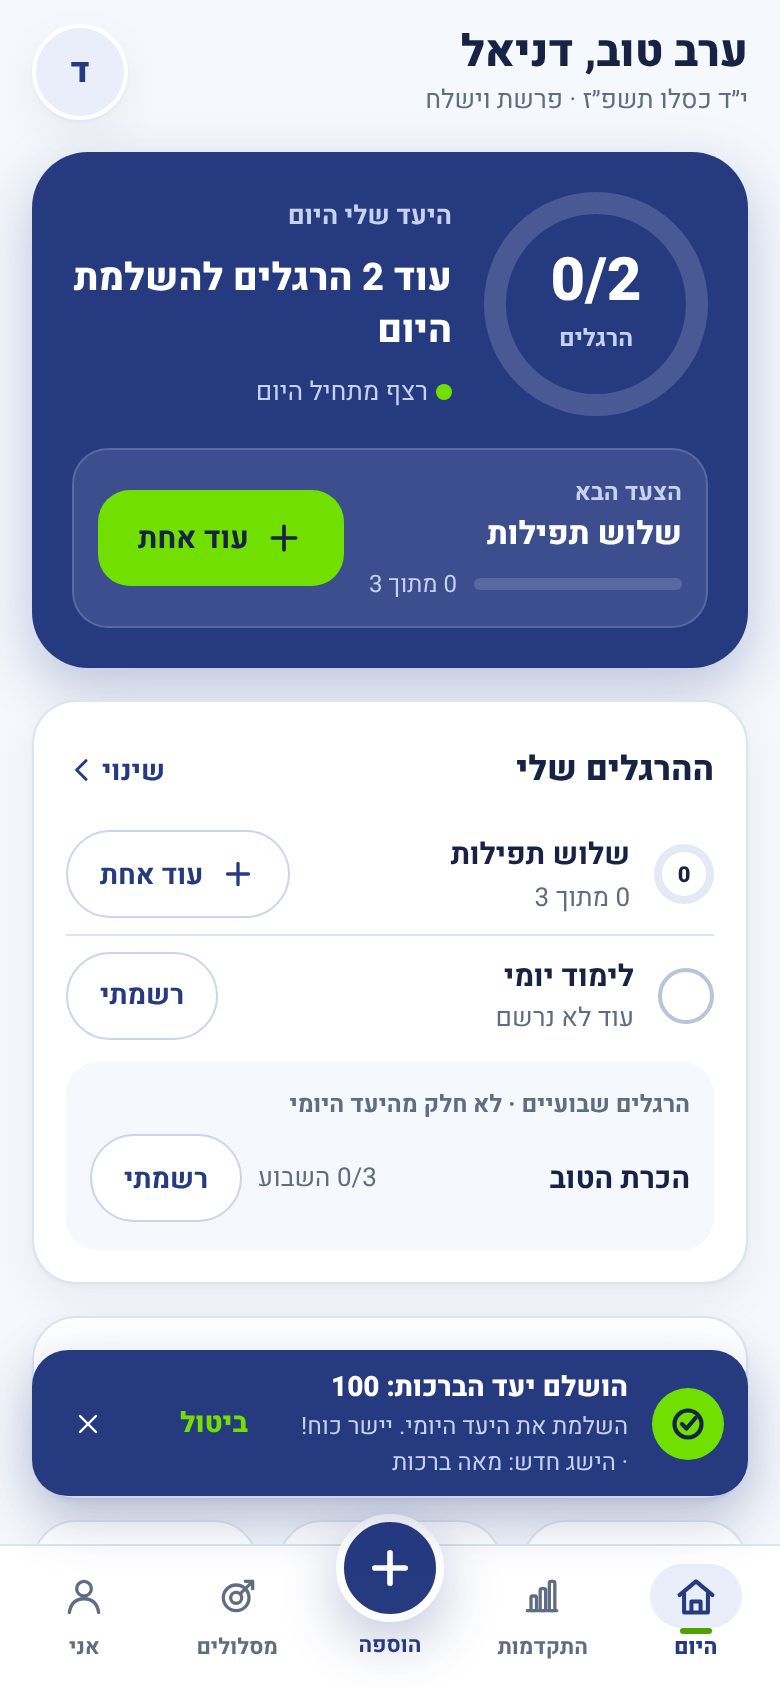 ערב טוב, דניאל
י״ד כסלו תשפ״ז · פרשת וישלח
ד
0/2
הרגלים
היעד שלי היום
עוד 2 הרגלים להשלמת
היום
רצף מתחיל היום
הצעד הבא
שלוש תפילות
0 מתוך 3
עוד אחת
ההרגלים שלי
שינוי
0
שלוש תפילות
0 מתוך 3
עוד אחת
לימוד יומי
עוד לא נרשם
רשמתי
הרגלים שבועיים · לא חלק מהיעד היומי
הכרת הטוב
0/3 השבוע
רשמתי
הושלם יעד הברכות: 100
השלמת את היעד היומי. יישר כוח!
· הישג חדש: מאה ברכות
ביטול
היום
התקדמות
הוספה
מסלולים
אני